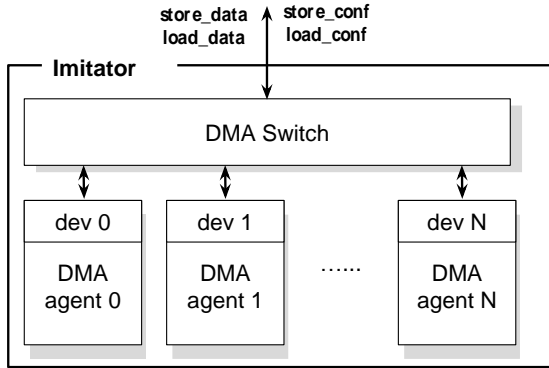 store_data store_conf
load_data load_conf
Imitator
DMA Switch
dev 0 dev 1 dev N
DMA DMA ...... DMA
agent 0 agent 1 agent N